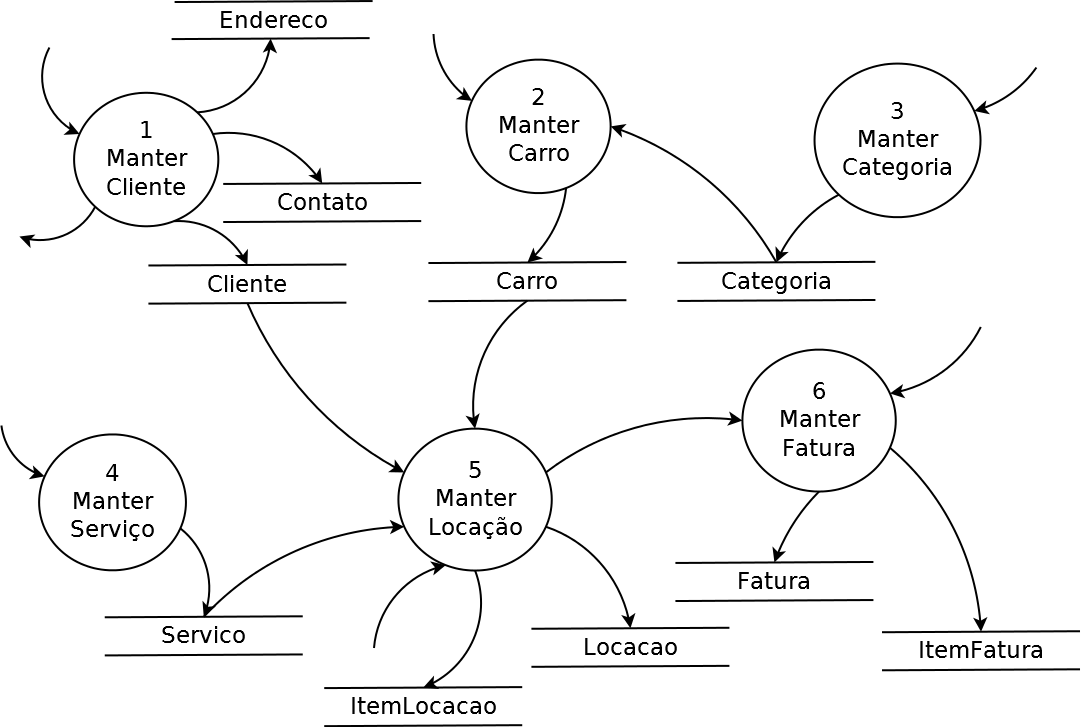 Endereco
1
Manter
Cliente
Contato
Cliente
2
Manter
Carro
Carro
3
Manter
Categoria
Categoria
4
Manter
Serviço
Servico
5
Manter
Locação
ItemLocacao
Locacao
6
Manter
Fatura
Fatura
ItemFatura